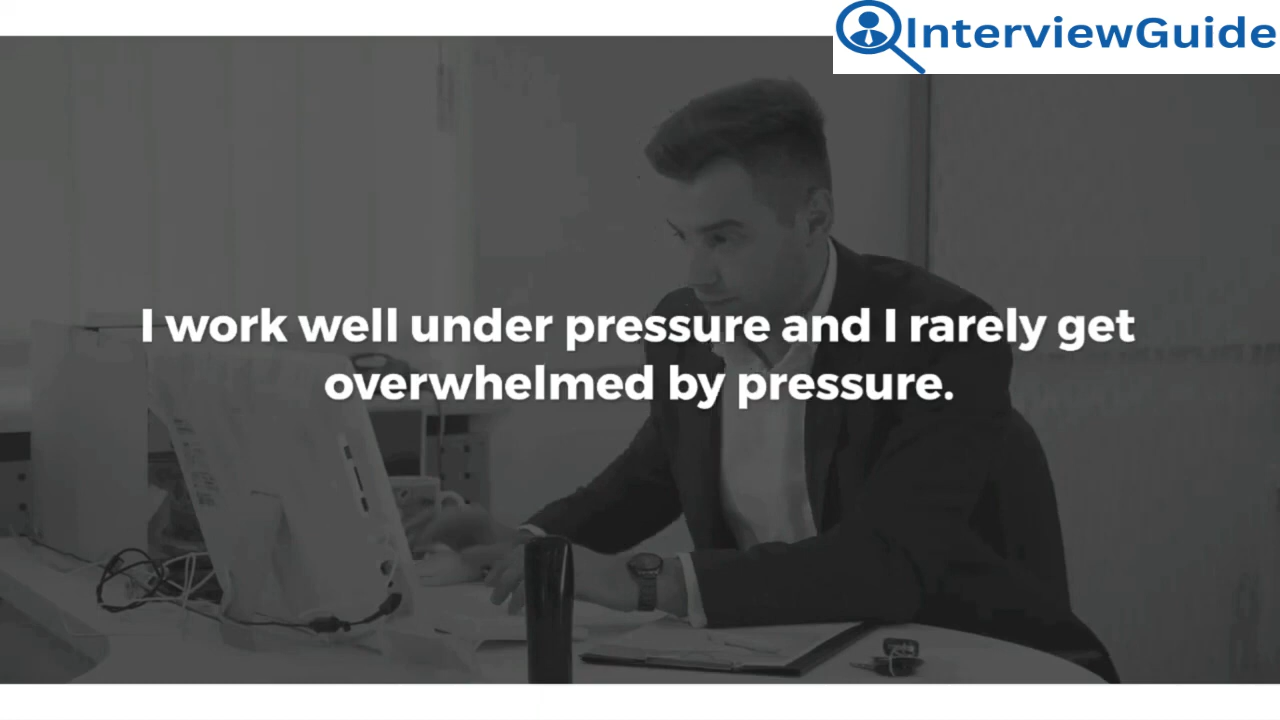 InterviewGuide
I work well under pressure and I rarely get
overwhelmed by pressure.